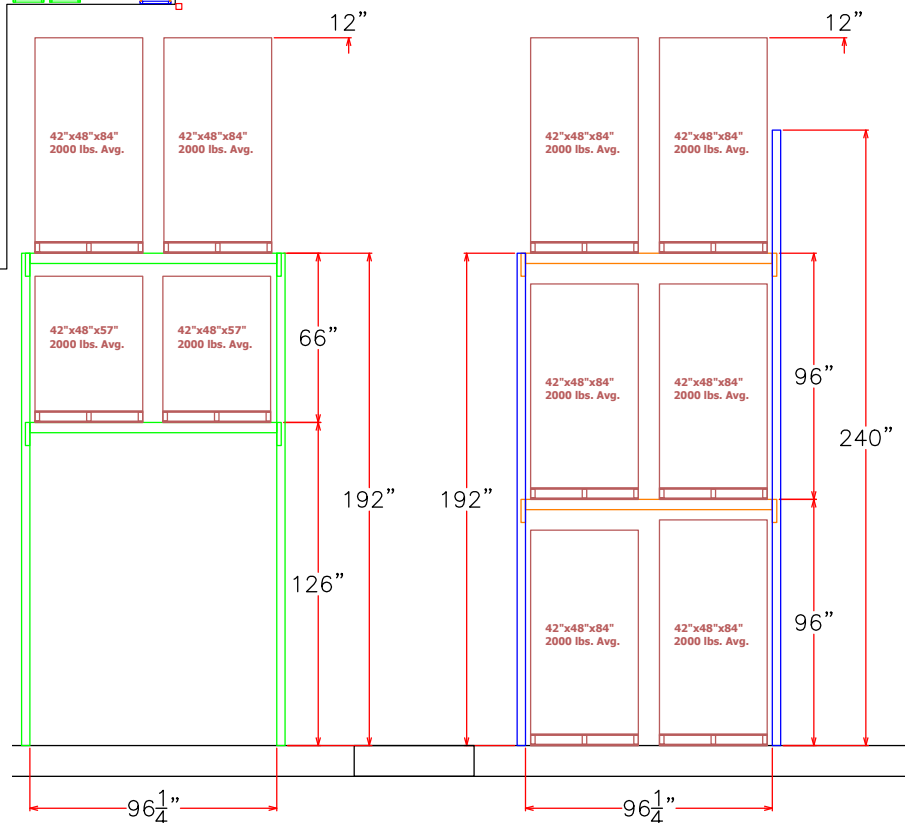 12”
12”
42"x48"x84"
2000 lbs. Avg.
42"x48"x84"
2000 lbs. Avg.
42"x48"x84"
2000 lbs. Avg.
42"x48"x84"
2000 lbs. Avg.
42"x48"x57"
2000 lbs. Avg.
42"x48"x57"
2000 lbs. Avg.
66”
96”
42"x48"x84"
2000 lbs. Avg.
42"x48"x84"
2000 lbs. Avg.
240”
192”
192”
126”
96”
42"x48"x84"
2000 lbs. Avg.
42"x48"x84"
2000 lbs. Avg.
96 1/4”
96 1/4”